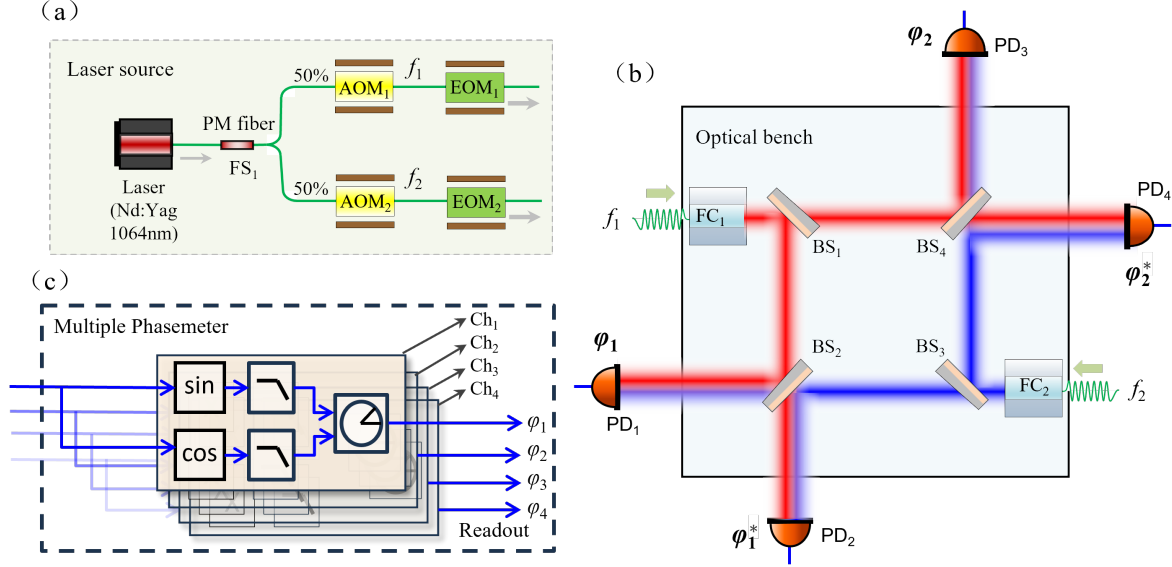 (a)
Laser source
50%
AOM₁
f₁
EOM₁
PM fiber
FS₁
Laser
(Nd:Yag
1064nm)
50%
AOM₂
f₂
EOM₂
(b)
φ₂
PD₃
Optical bench
f₁
FC₁
BS₁
BS₄
PD₄
φ₂*
φ₁
PD₁
BS₂
BS₃
FC₂
f₂
φ₁*
PD₂
(c)
Multiple Phasemeter
Ch₁
Ch₂
Ch₃
Ch₄
sin
cos
φ₁
φ₂
φ₃
φ₄
Readout